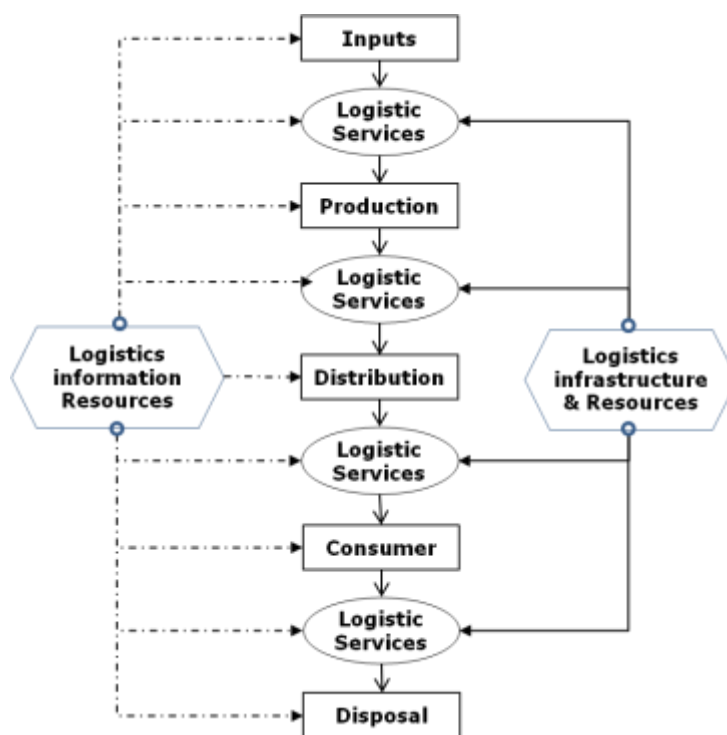 Inputs
Logistic
Services
Production
Logistic
Services
Logistics
information
Resources
Distribution
Logistics
infrastructure
& Resources
Logistic
Services
Consumer
Logistic
Services
Disposal